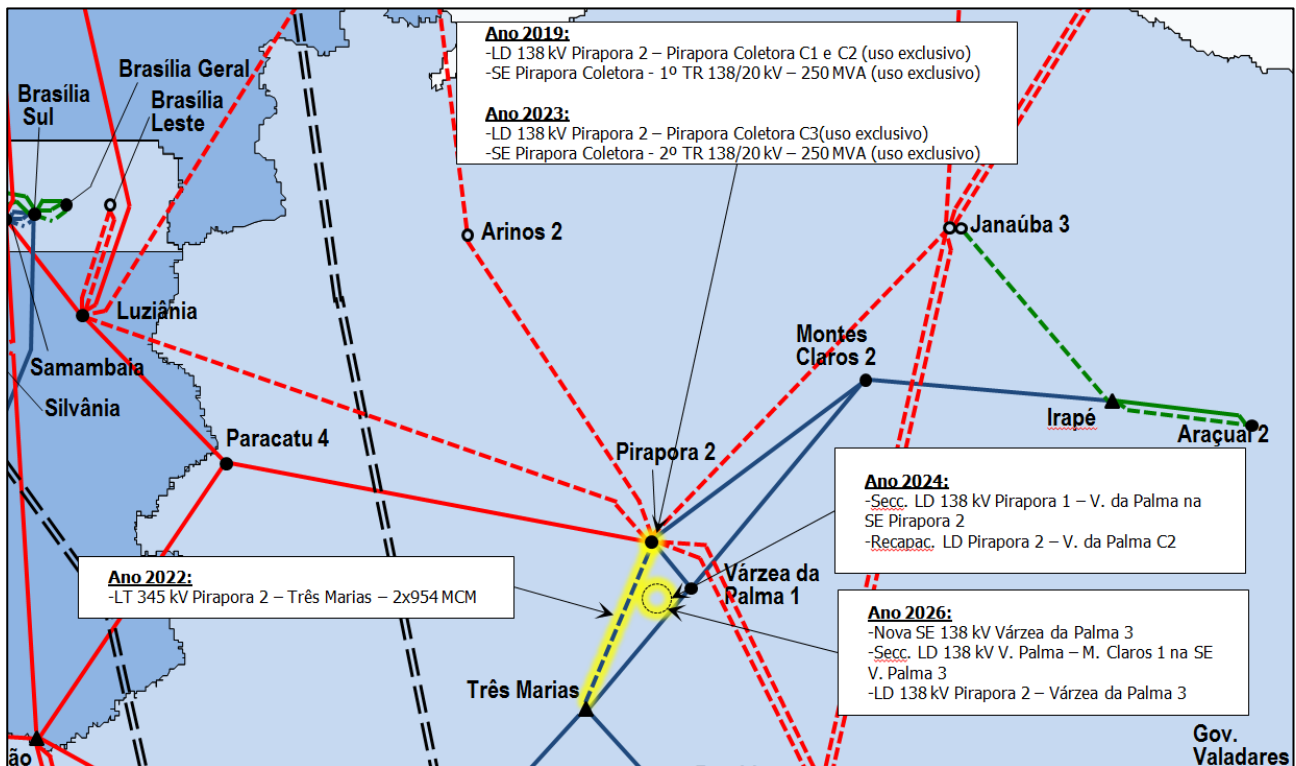 Ano 2019:
-LD 138 kV Pirapora 2 – Pirapora Coletora C1 e C2 (uso exclusivo)
-SE Pirapora Coletora - 1º TR 138/20 kV – 250 MVA (uso exclusivo)
Ano 2023:
-LD 138 kV Pirapora 2 – Pirapora Coletora C3(uso exclusivo)
-SE Pirapora Coletora - 2º TR 138/20 kV – 250 MVA (uso exclusivo)
Brasília Geral
Brasília
Sul
Brasília
Leste
Arinos 2
Janaúba 3
Luziânia
Samambaia
Silvânia
Montes
Claros 2
Irapé
Araçuaí 2
Paracatu 4
Pirapora 2
Ano 2024:
-Secc. LD 138 kV Pirapora 1 – V. da Palma na
SE Pirapora 2
-Recapac. LD Pirapora 2 – V. da Palma C2
Ano 2022:
-LT 345 kV Pirapora 2 – Três Marias – 2x954 MCM
Várzea da
Palma 1
Ano 2026:
-Nova SE 138 kV Várzea da Palma 3
-Secc. LD 138 kV V. Palma – M. Claros 1 na SE
V. Palma 3
-LD 138 kV Pirapora 2 – Várzea da Palma 3
Três Marias
Gov.
Valadares
ão